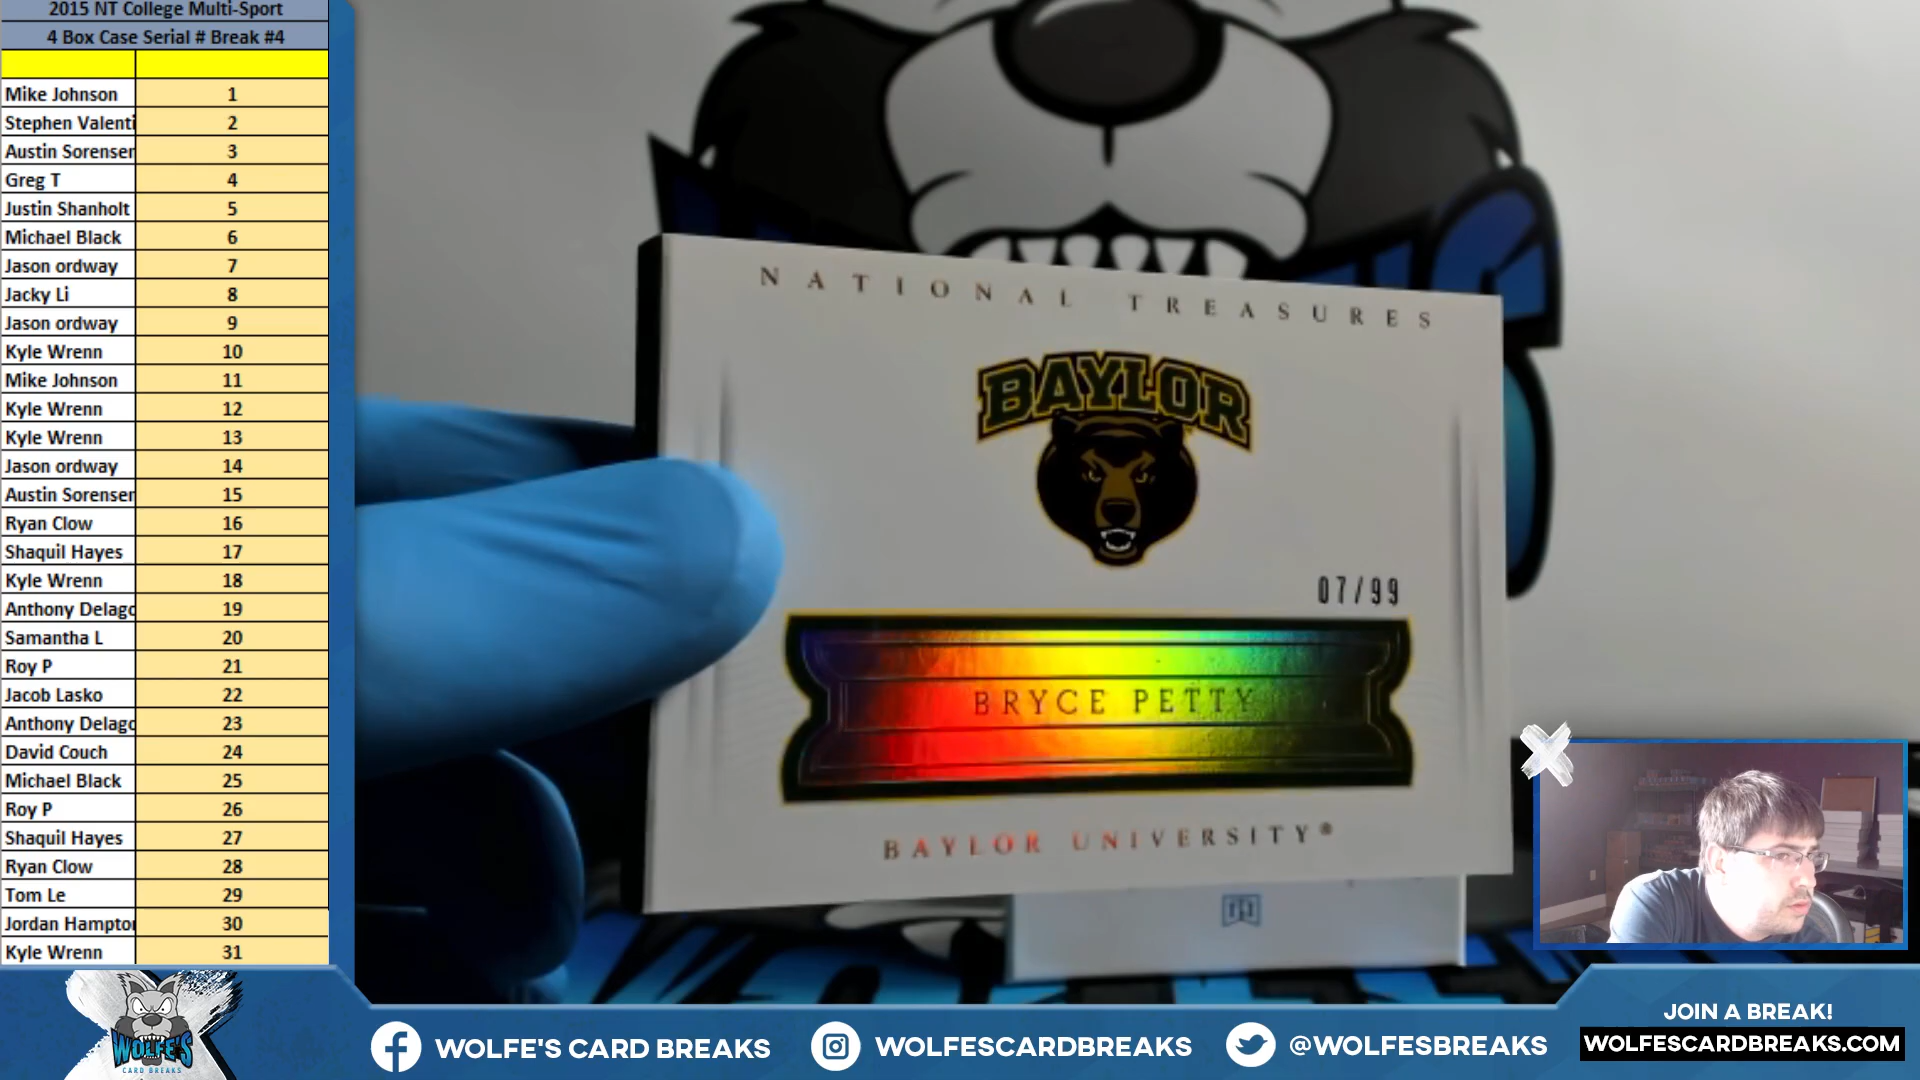 2015 NT College Multi-Sport
4 Box Case Serial # Break #4
Mike Johnson 1
Stephen Valenti 2
Austin Sorensen 3
Greg T 4
Justin Shanholt 5
Michael Black 6
Jason ordway 7
Jacky Li 8
Jason ordway 9
Kyle Wrenn 10
Mike Johnson 11
Kyle Wrenn 12
Kyle Wrenn 13
Jason ordway 14
Austin Sorensen 15
Ryan Clow 16
Shaquil Hayes 17
Kyle Wrenn 18
Anthony Delago 19
Samantha L 20
Roy P 21
Jacob Lasko 22
Anthony Delago 23
David Couch 24
Michael Black 25
Roy P 26
Shaquil Hayes 27
Ryan Clow 28
Tom Le 29
Jordan Hampton 30
Kyle Wrenn 31
NATIONAL TREASURES
BAYLOR
07/99
BRYCE PETTY
BAYLOR UNIVERSITY®
WOLFE'S
CARD BREAKS
WOLFE'S CARD BREAKS
WOLFESCARDBREAKS
@WOLFESBREAKS
JOIN A BREAK!
WOLFESCARDBREAKS.COM